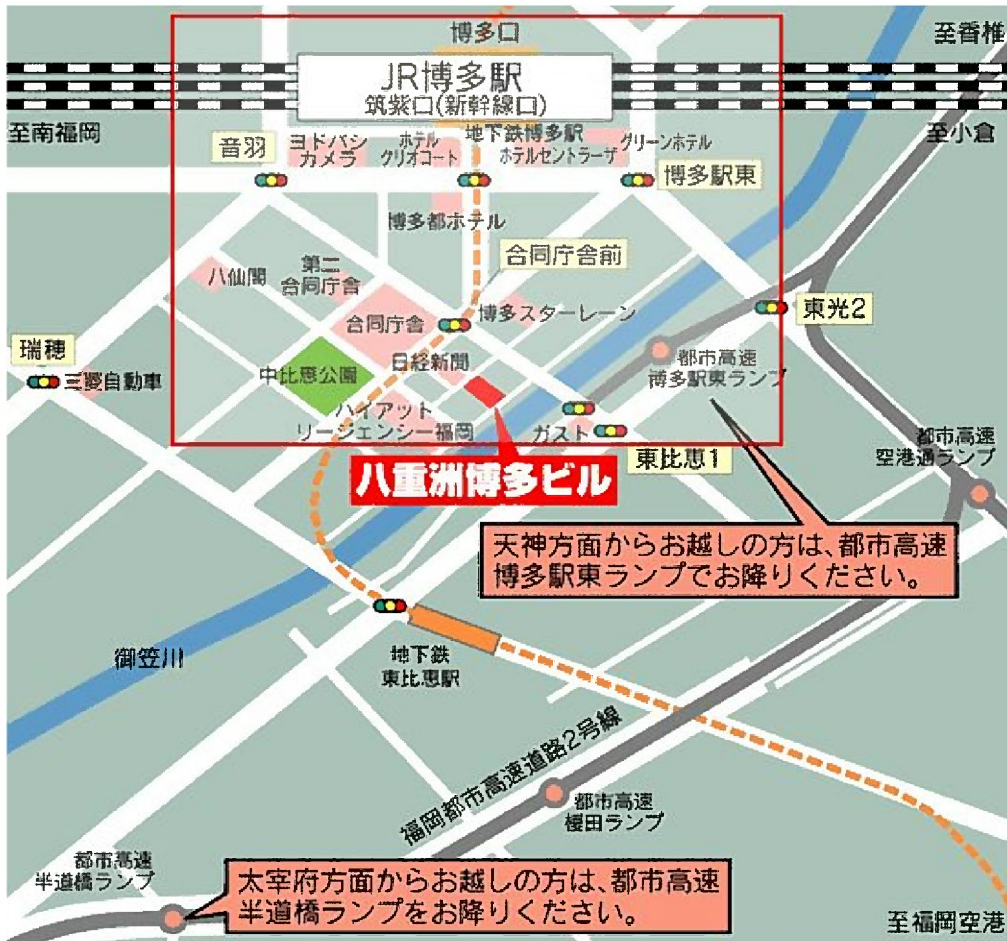 博多口
至香椎
JR博多駅
筑紫口(新幹線口)
至南福岡
至小倉
音羽
ヨドバシ
カメラ
ホテル
クリオコート
地下鉄博多駅
ホテルセントラーザ
グリーンホテル
博多駅東
博多都ホテル
合同庁舎前
八仙閣
第二
合同庁舎
合同庁舎
博多スターレーン
東光2
瑞穂
三菱自動車
中比恵公園
日経新聞
都市高速
博多駅東ランプ
ハイアット
リージェンシー福岡
ガスト
東比恵1
都市高速
空港通ランプ
八重洲博多ビル
天神方面からお越しの方は、都市高速
博多駅東ランプでお降りください。
御笠川
地下鉄
東比恵駅
福岡都市高速道路2号線
都市高速
榎田ランプ
都市高速
半道橋ランプ
太宰府方面からお越しの方は、都市高速
半道橋ランプをお降りください。
至福岡空港